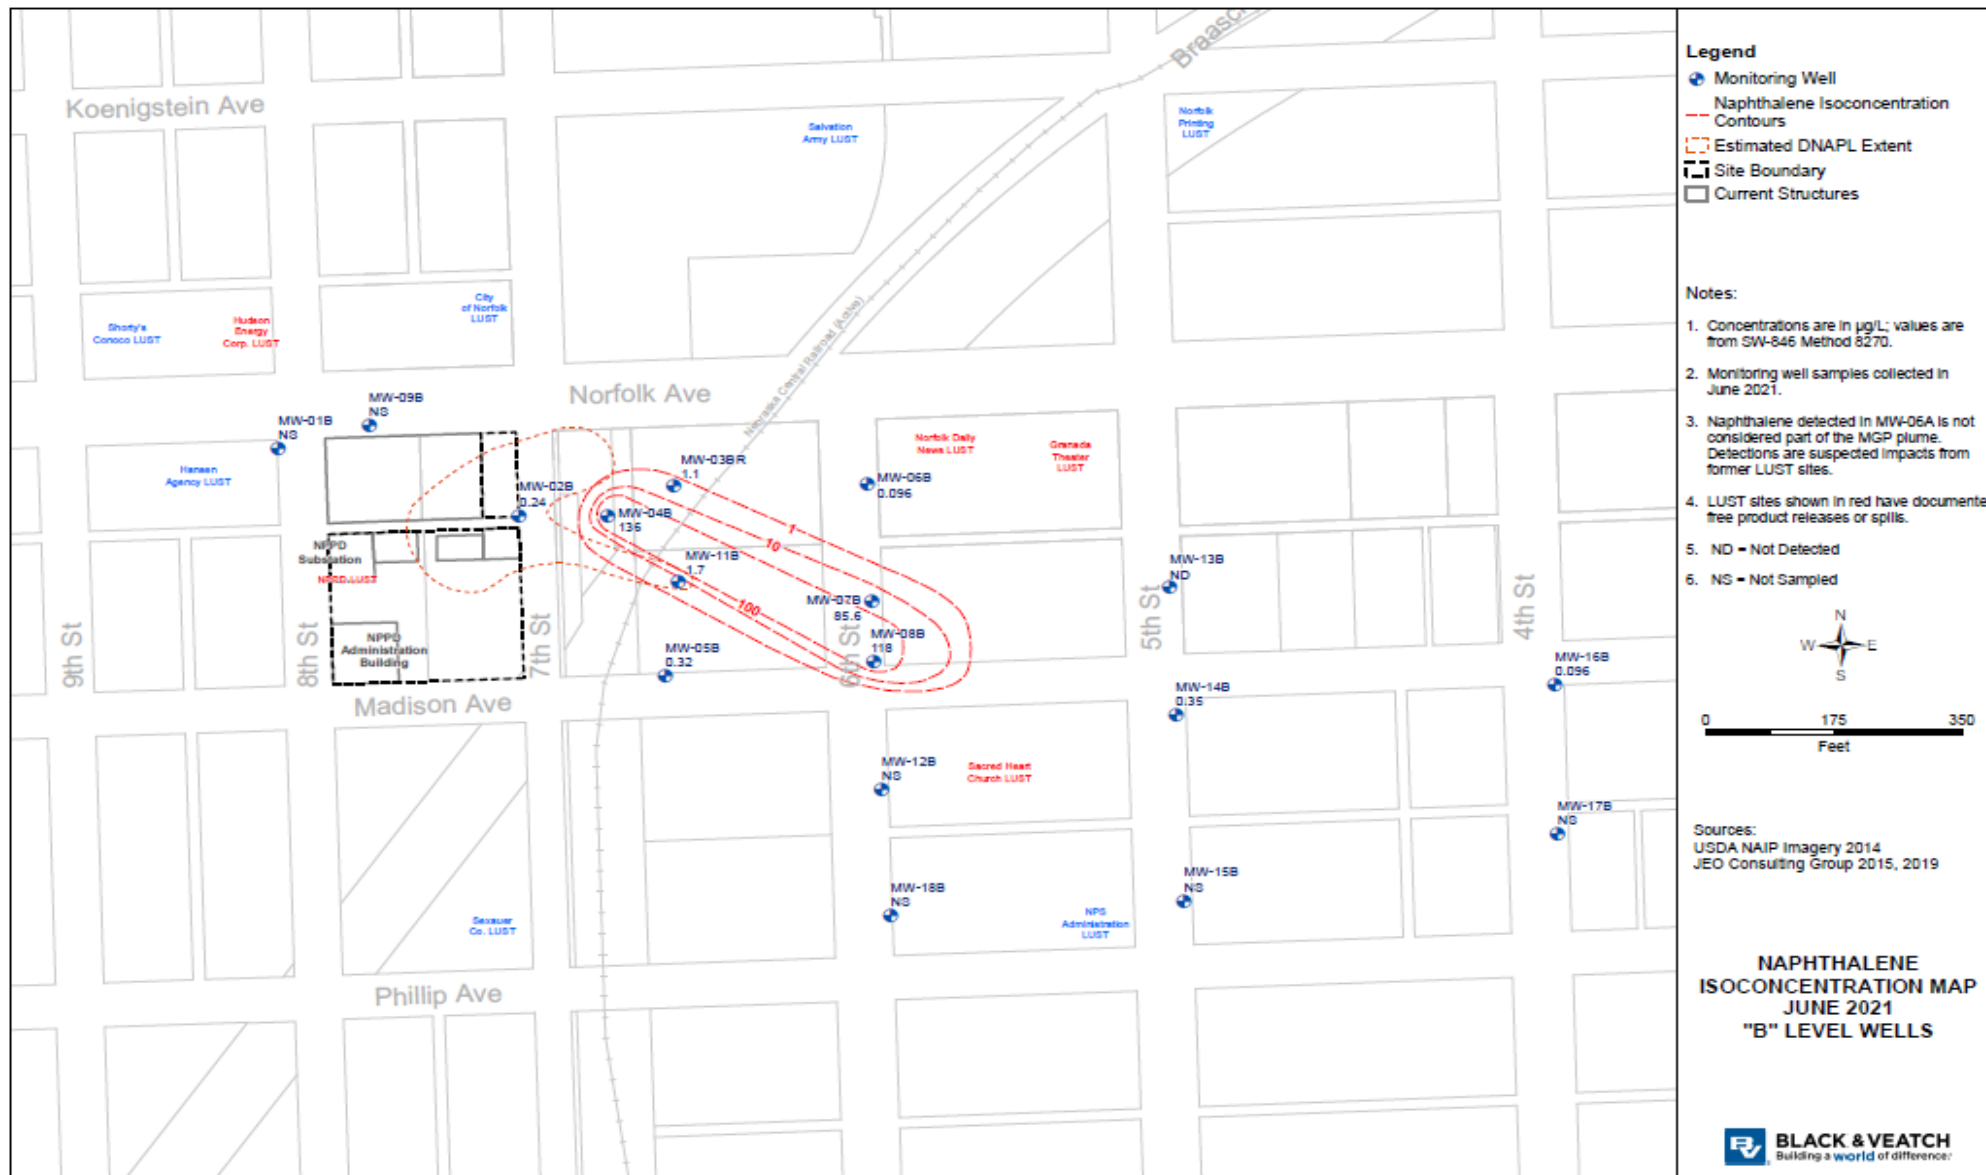 Koenigstein Ave
Braasch
Salvation
Army LUST
Norfolk
Printing
LUST
City
of Norfolk
LUST
Shorty's
Conoco LUST
Hudson
Energy
Corp. LUST
Nebraska Central Railroad (Active)
Norfolk Ave
MW-09B
NS
MW-01B
NS
Hansen
Agency LUST
MW-02B
0.24
MW-03BR
1.1
MW-04B
136
MW-06B
0.096
Norfolk Daily
News LUST
Granada
Theater
LUST
1
10
100
MW-11B
1.7
MW-07B
85.6
MW-08B
118
MW-05B
0.32
NPPD
Substation
NPPD LUST
NPPD
Administration
Building
MW-13B
ND
MW-14B
0.35
MW-16B
0.096
9th St
8th St
7th St
6th St
5th St
4th St
Madison Ave
MW-12B
NS
Sacred Heart
Church LUST
MW-17B
NS
MW-18B
NS
MW-15B
NS
NPS
Administration
LUST
Sexauer
Co. LUST
Phillip Ave
Legend
Monitoring Well
Naphthalene Isoconcentration
Contours
Estimated DNAPL Extent
Site Boundary
Current Structures
Notes:
1. Concentrations are in µg/L; values are
from SW-846 Method 8270.
2. Monitoring well samples collected in
June 2021.
3. Naphthalene detected in MW-06A is not
considered part of the MGP plume.
Detections are suspected impacts from
former LUST sites.
4. LUST sites shown in red have documente
free product releases or spills.
5. ND = Not Detected
6. NS = Not Sampled
N
W E
S
0 175 350
Feet
Sources:
USDA NAIP Imagery 2014
JEO Consulting Group 2015, 2019
NAPHTHALENE
ISOCONCENTRATION MAP
JUNE 2021
"B" LEVEL WELLS
BV
BLACK & VEATCH
Building a world of difference.